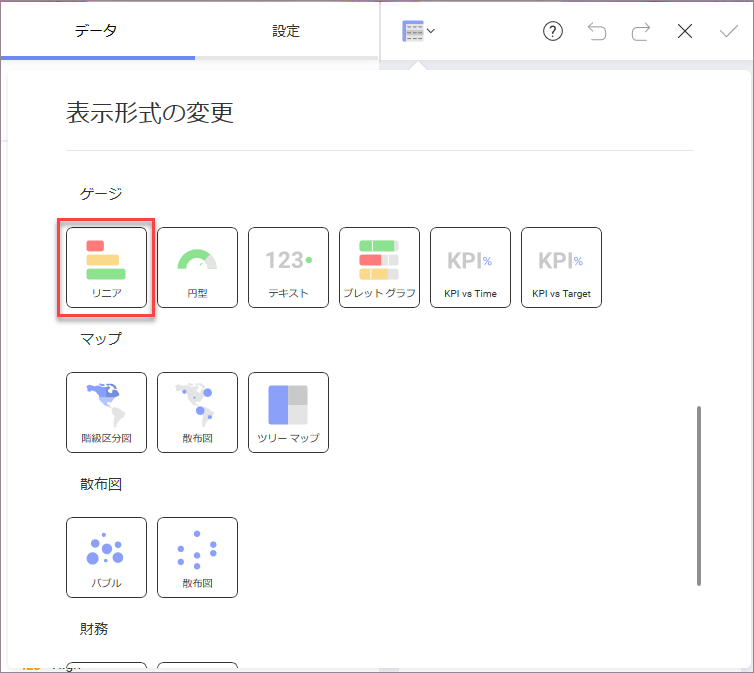 データ 設定
表示形式の変更
ゲージ
123 KPI% KPI%
リニア 円型 テキスト ブレット グラフ KPI vs Time KPI vs Target
マップ
階級区分図 散布図 ツリー マップ
散布図
バブル 散布図
財務